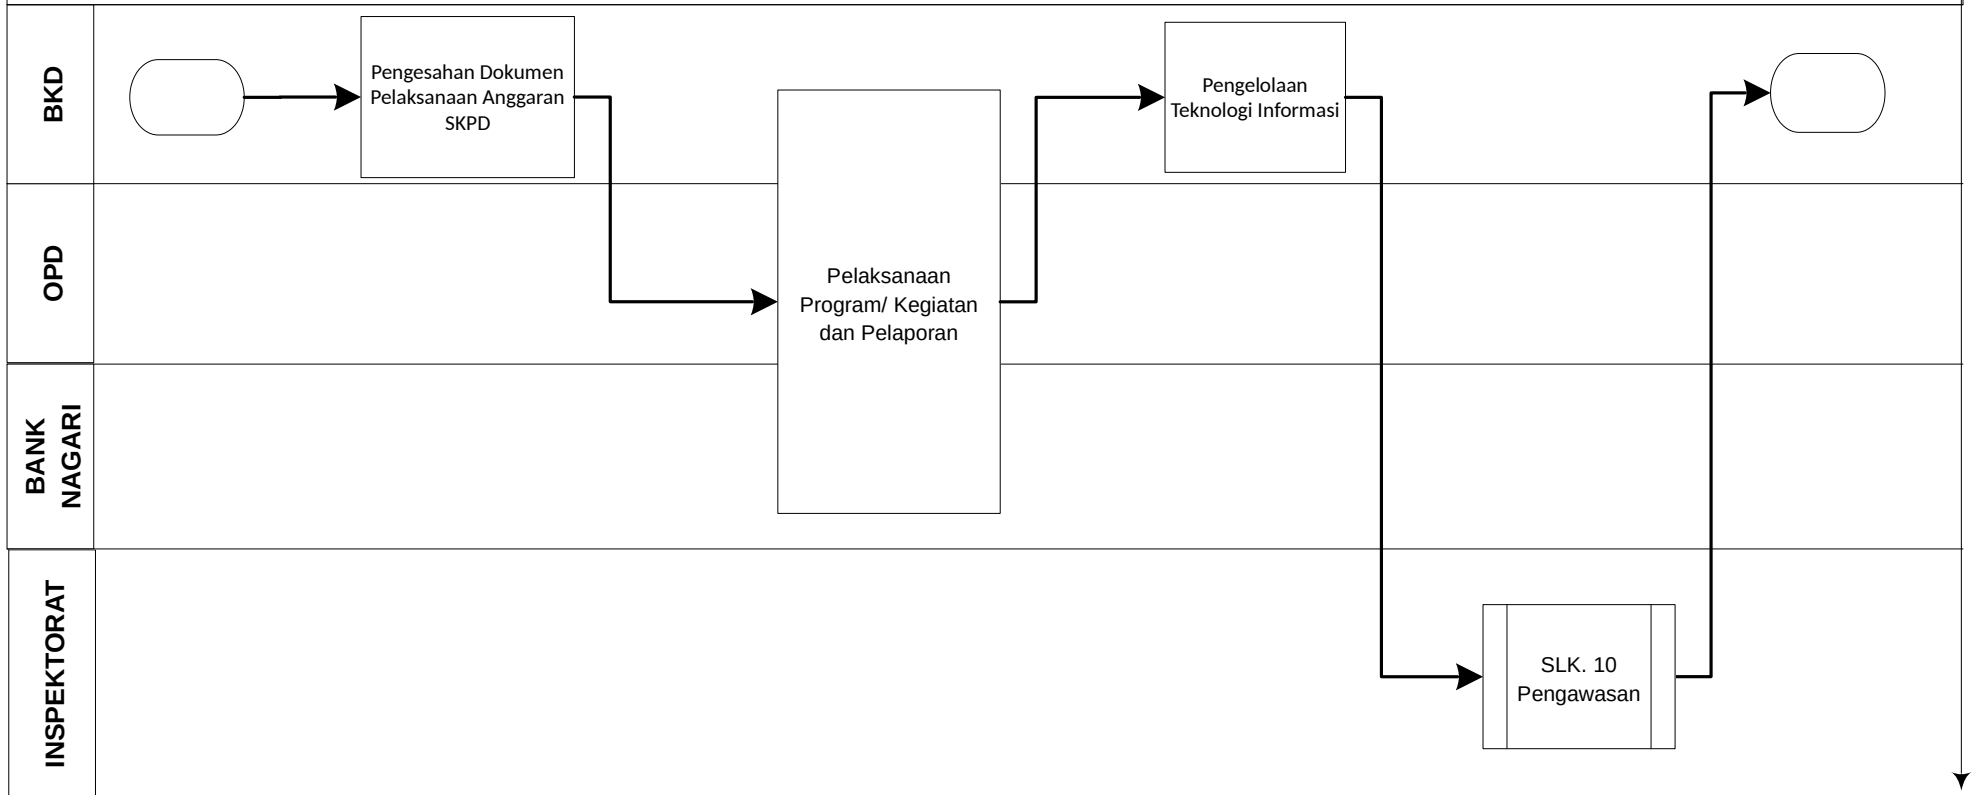 BKD
Pengesahan Dokumen
Pelaksanaan Anggaran
SKPD
Pengelolaan
Teknologi Informasi
OPD
Pelaksanaan
Program/ Kegiatan
dan Pelaporan
BANK
NAGARI
INSPEKTORAT
SLK. 10
Pengawasan